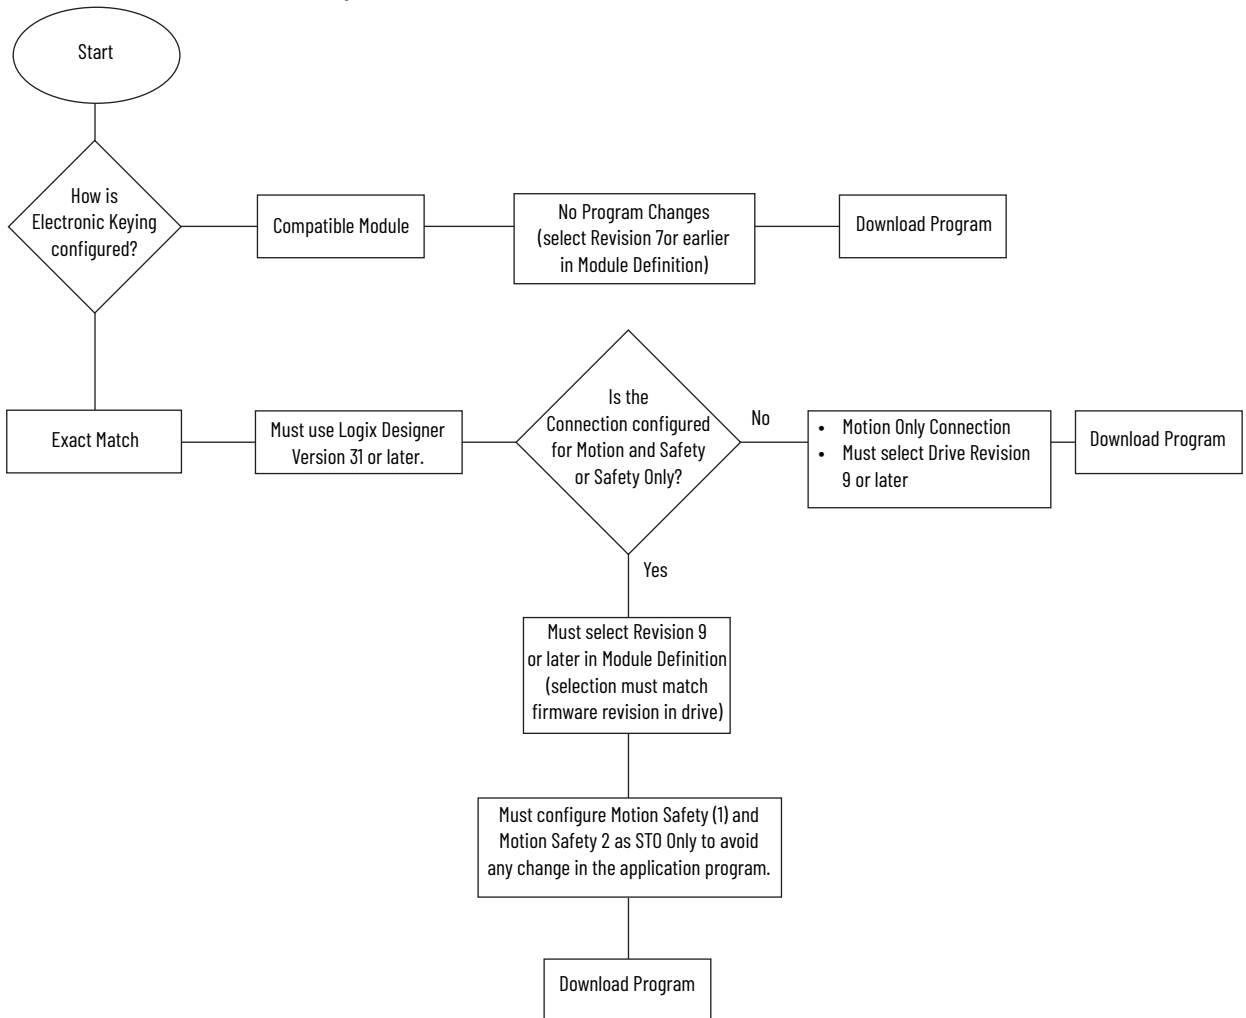 Start
How is
Electronic Keying
configured?
Compatible Module
No Program Changes
(select Revision 7or earlier
in Module Definition)
Download Program
Exact Match
Must use Logix Designer
Version 31 or later.
Is the
Connection configured
for Motion and Safety
or Safety Only?
No
• Motion Only Connection
• Must select Drive Revision
9 or later
Download Program
Yes
Must select Revision 9
or later in Module Definition
(selection must match
firmware revision in drive)
Must configure Motion Safety (1) and
Motion Safety 2 as STO Only to avoid
any change in the application program.
Download Program